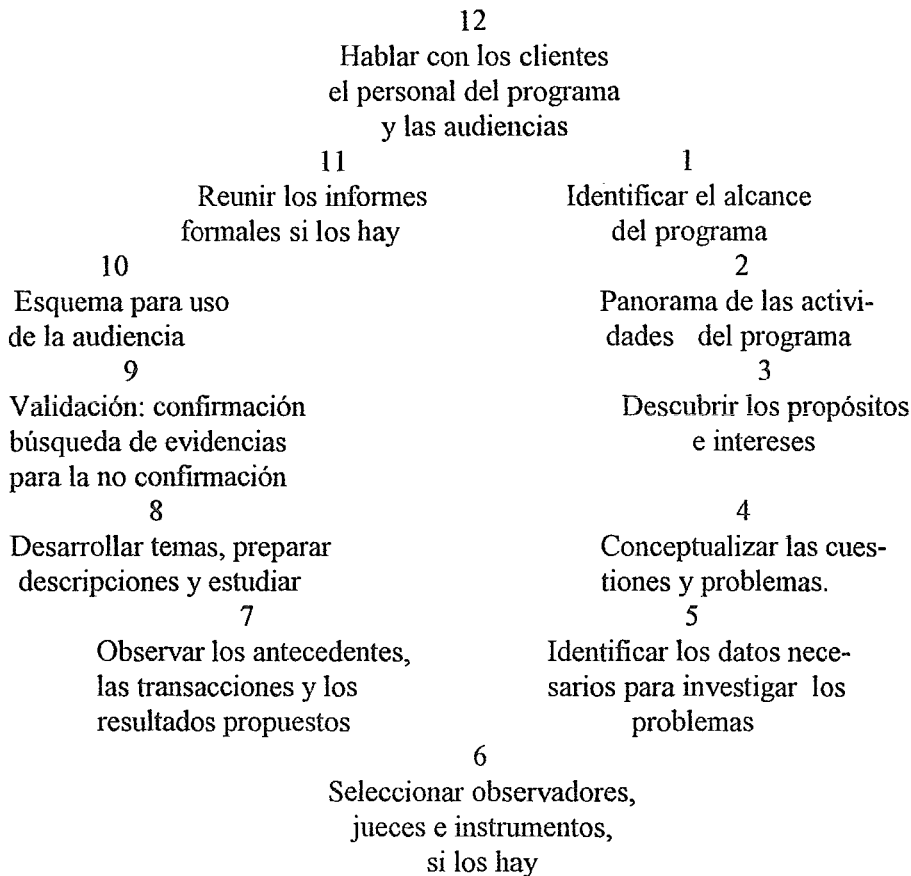 12
Hablar con los clientes
el personal del programa
y las audiencias
11
Reunir los informes
formales si los hay
1
Identificar el alcance
del programa
10
Esquema para uso
de la audiencia
2
Panorama de las activi-
dades del programa
9
Validación: confirmación
búsqueda de evidencias
para la no confirmación
3
Descubrir los propósitos
e intereses
8
Desarrollar temas, preparar
descripciones y estudiar
4
Conceptualizar las cues-
tiones y problemas.
7
Observar los antecedentes,
las transacciones y los
resultados propuestos
5
Identificar los datos nece-
sarios para investigar los
problemas
6
Seleccionar observadores,
jueces e instrumentos,
si los hay